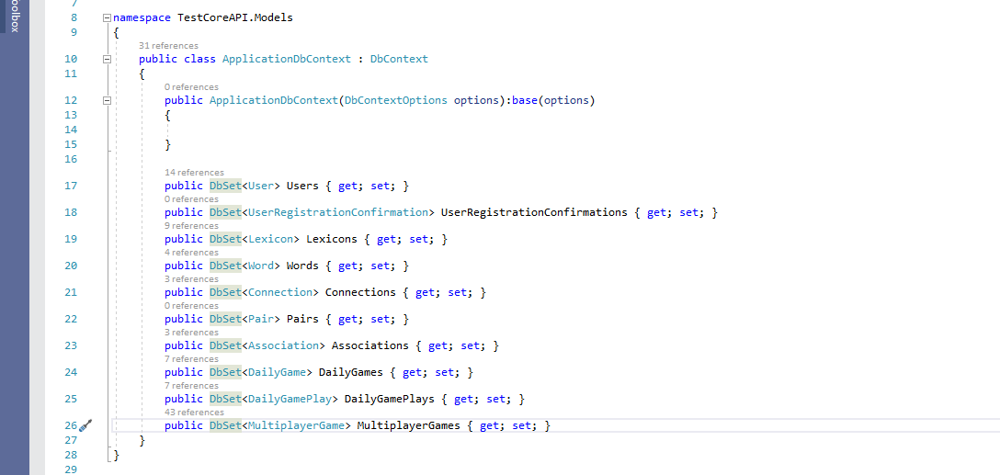 oolbox
7
8 namespace TestCoreAPI.Models
9 {
31 references
10 public class ApplicationDbContext : DbContext
11 {
0 references
12 public ApplicationDbContext(DbContextOptions options):base(options)
13 {
14
15 }
16
14 references
17 public DbSet<User> Users { get; set; }
0 references
18 public DbSet<UserRegistrationConfirmation> UserRegistrationConfirmations { get; set; }
9 references
19 public DbSet<Lexicon> Lexicons { get; set; }
4 references
20 public DbSet<Word> Words { get; set; }
3 references
21 public DbSet<Connection> Connections { get; set; }
0 references
22 public DbSet<Pair> Pairs { get; set; }
3 references
23 public DbSet<Association> Associations { get; set; }
7 references
24 public DbSet<DailyGame> DailyGames { get; set; }
7 references
25 public DbSet<DailyGamePlay> DailyGamePlays { get; set; }
43 references
26 public DbSet<MultiplayerGame> MultiplayerGames { get; set; }
27 }
28 }
29